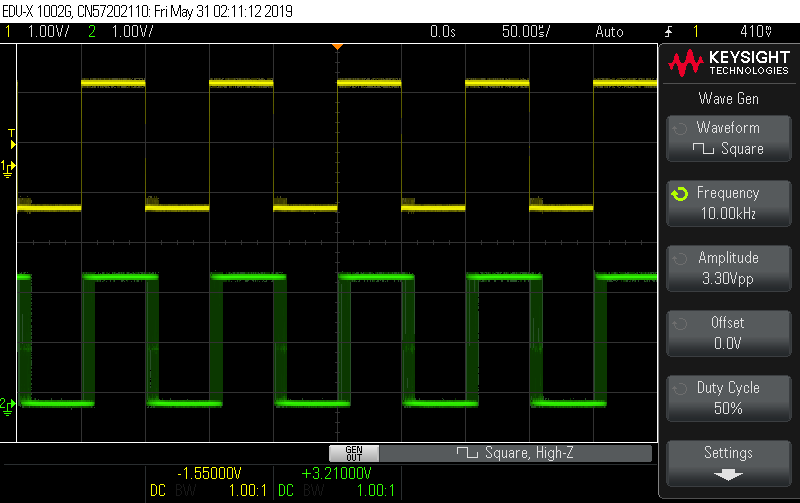 EDU-X 1002G, CN57202110: Fri May 31 02:11:12 2019
1 1.00V/ 2 1.00V/ 0.0s 50.00µs/ Auto 1 410mV
KEYSIGHT
TECHNOLOGIES
Wave Gen
Waveform
Square
Frequency
10.00kHz
Amplitude
3.30Vpp
Offset
0.0V
Duty Cycle
50%
Settings
T
1
2
GEN
OUT
Square, High-Z
-1.55000V +3.21000V
DC BW 1.00:1 DC BW 1.00:1